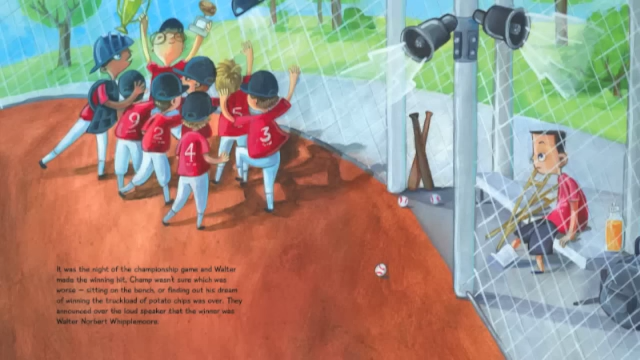 9
2
4
5
3
It was the night of the championship game and Walter
made the winning hit. Champ wasn't sure which was
worse – sitting on the bench, or finding out his dream
of winning the truckload of potato chips was over. They
announced over the loud speaker that the winner was
Walter Norbert Whipplemoore.